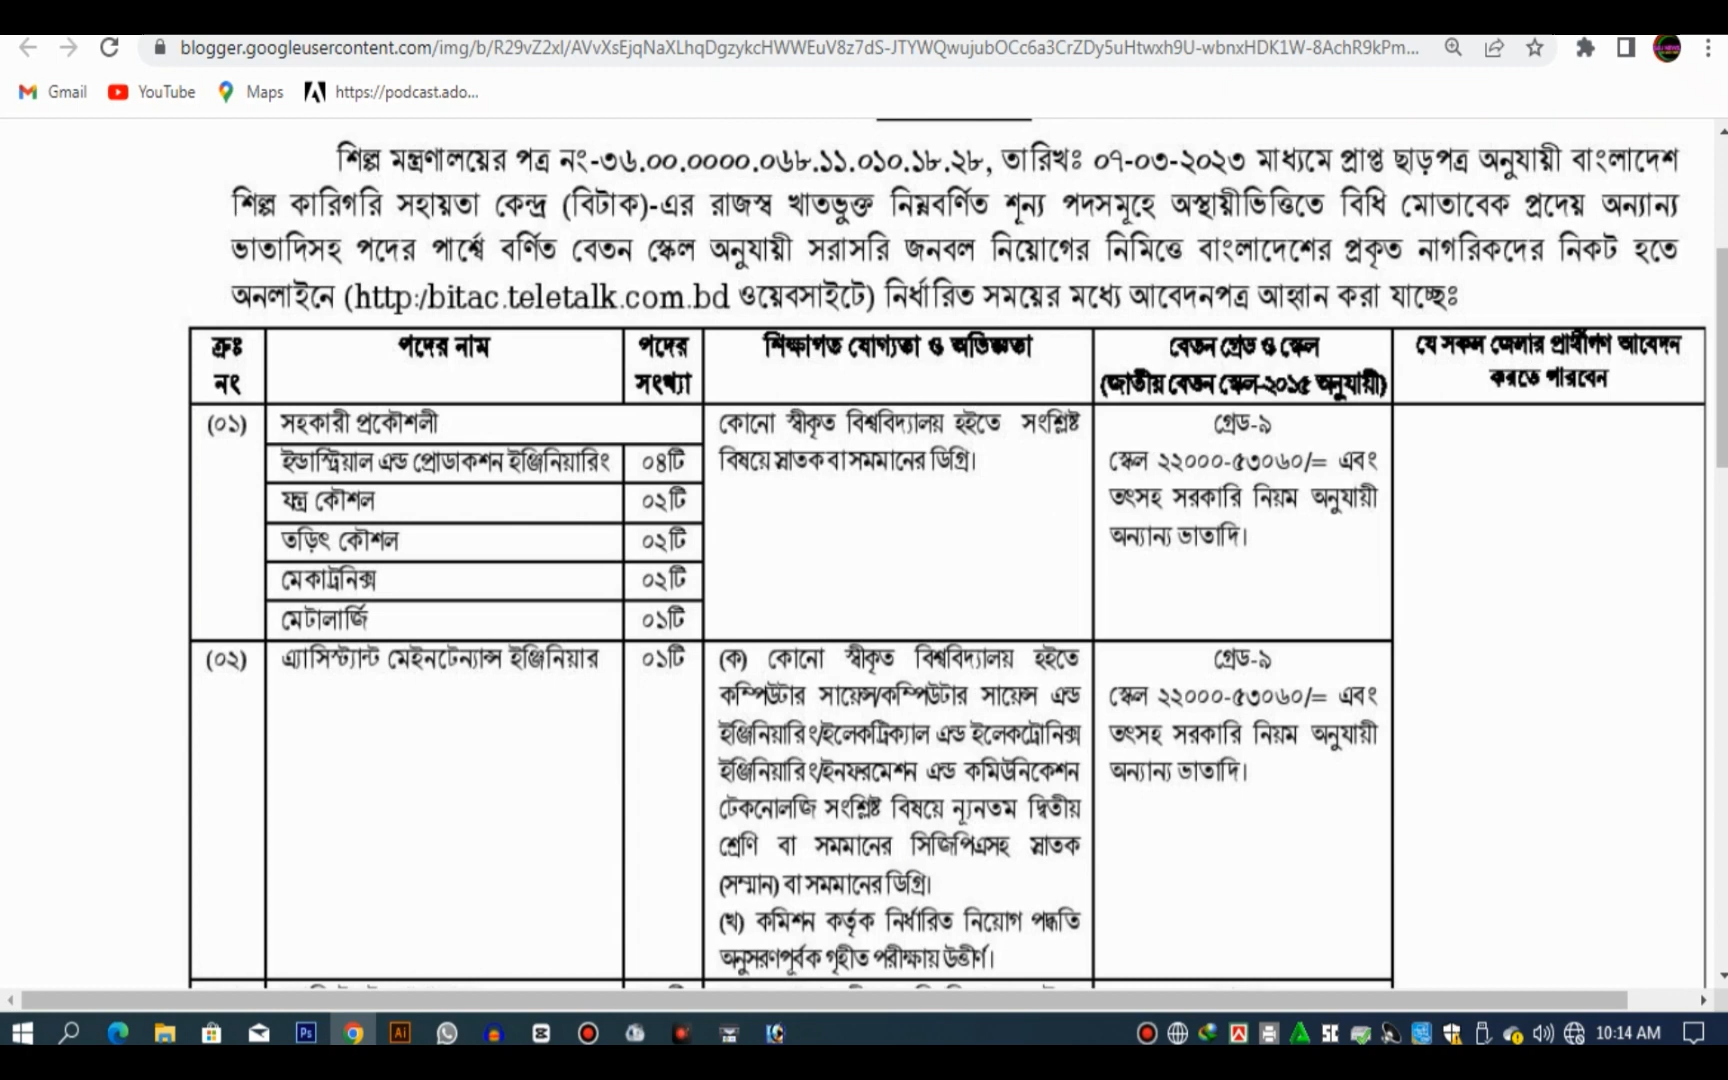 blogger.googleusercontent.com/img/b/R29vZ2xl/AVvXsEjqNaXLhqDgzykcHWWEuV8z7dS-JTYWQwujubOCc6a3CrZDy5uHtwxh9U-wbnxHDK1W-8AchR9kPm...
Gmail YouTube Maps https://podcast.ado...
শিল্প মন্ত্রণালয়ের পত্র নং-৩৬.০০.০০০০.০৬৮.১১.০১০.১৮.২৮, তারিখঃ ০৭-০৩-২০২৩ মাধ্যমে প্রাপ্ত ছাড়পত্র অনুযায়ী বাংলাদেশ
শিল্প কারিগরি সহায়তা কেন্দ্র (বিটাক)-এর রাজস্ব খাতভুক্ত নিম্নবর্ণিত শূন্য পদসমূহে অস্থায়ীভিত্তিতে বিধি মোতাবেক প্রদেয় অন্যান্য
ভাতাদিসহ পদের পার্শ্বে বর্ণিত বেতন স্কেল অনুযায়ী সরাসরি জনবল নিয়োগের নিমিত্তে বাংলাদেশের প্রকৃত নাগরিকদের নিকট হতে
অনলাইনে (http:/bitac.teletalk.com.bd ওয়েবসাইটে) নির্ধারিত সময়ের মধ্যে আবেদনপত্র আহ্বান করা যাচ্ছেঃ
ক্রঃ নং
পদের নাম
পদের সংখ্যা
শিক্ষাগত যোগ্যতা ও অভিজ্ঞতা
বেতন গ্রেড ও স্কেল
(জাতীয় বেতন স্কেল-২০১৫ অনুযায়ী)
যে সকল জেলার প্রার্থীগণ আবেদন
করতে পারবেন
(০১)
সহকারী প্রকৌশলী
ইন্ডাস্ট্রিয়াল এন্ড প্রোডাকশন ইঞ্জিনিয়ারিং ০৪টি
যন্ত্র কৌশল ০২টি
তড়িৎ কৌশল ০২টি
মেকাট্রনিক্স ০২টি
মেটালার্জি ০১টি
কোনো স্বীকৃত বিশ্ববিদ্যালয় হইতে সংশ্লিষ্ট
বিষয়ে স্নাতক বা সমমানের ডিগ্রি।
গ্রেড-৯
স্কেল ২২০০০-৫৩০৬০/= এবং
তৎসহ সরকারি নিয়ম অনুযায়ী
অন্যান্য ভাতাদি।
(০২)
এ্যাসিস্ট্যান্ট মেইনটেন্যান্স ইঞ্জিনিয়ার ০১টি
(ক) কোনো স্বীকৃত বিশ্ববিদ্যালয় হইতে
কম্পিউটার সায়েন্স/কম্পিউটার সায়েন্স এন্ড
ইঞ্জিনিয়ারিং/ইলেকট্রিক্যাল এন্ড ইলেকট্রোনিক্স
ইঞ্জিনিয়ারিং/ইনফরমেশন এন্ড কমিউনিকেশন
টেকনোলজি সংশ্লিষ্ট বিষয়ে ন্যূনতম দ্বিতীয়
শ্রেণি বা সমমানের সিজিপিএসহ স্নাতক
(সম্মান) বা সমমানের ডিগ্রি।
(খ) কমিশন কর্তৃক নির্ধারিত নিয়োগ পদ্ধতি
অনুসরণপূর্বক গৃহীত পরীক্ষায় উত্তীর্ণ।
গ্রেড-৯
স্কেল ২২০০০-৫৩০৬০/= এবং
তৎসহ সরকারি নিয়ম অনুযায়ী
অন্যান্য ভাতাদি।
10:14 AM